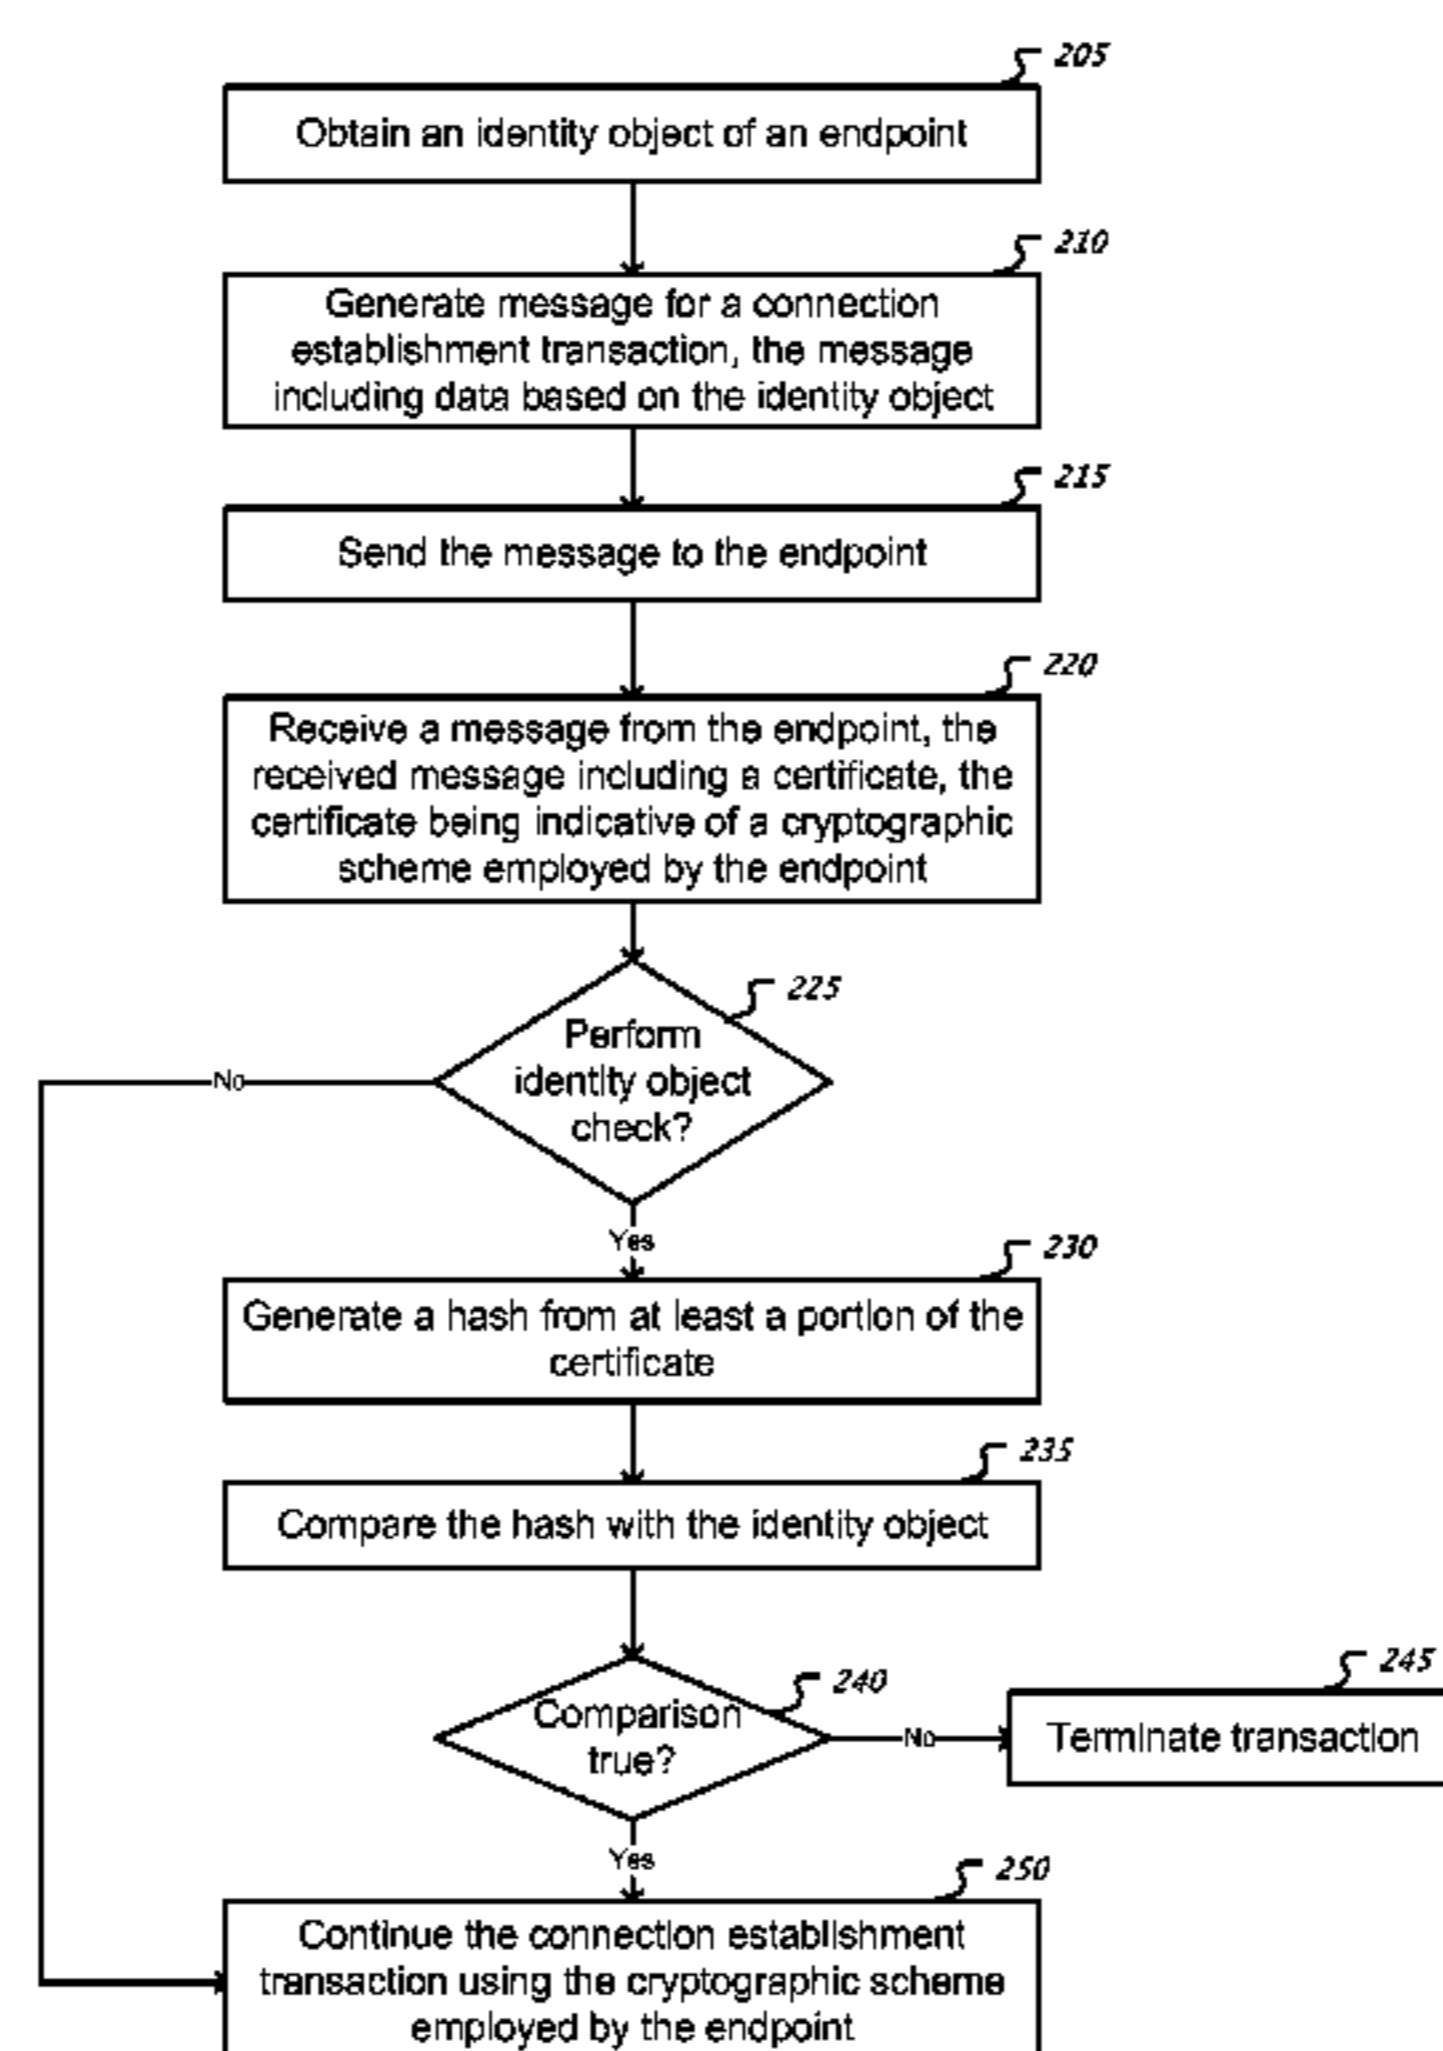 205
Obtain an identity object of an endpoint
210
Generate message for a connection
establishment transaction, the message
including data based on the identity object
215
Send the message to the endpoint
220
Receive a message from the endpoint, the
received message including a certificate, the
certificate being indicative of a cryptographic
scheme employed by the endpoint
225
Perform
identity object
check?
No
Yes
230
Generate a hash from at least a portion of the
certificate
235
Compare the hash with the identity object
240
Comparison
true?
No
245
Terminate transaction
Yes
250
Continue the connection establishment
transaction using the cryptographic scheme
employed by the endpoint